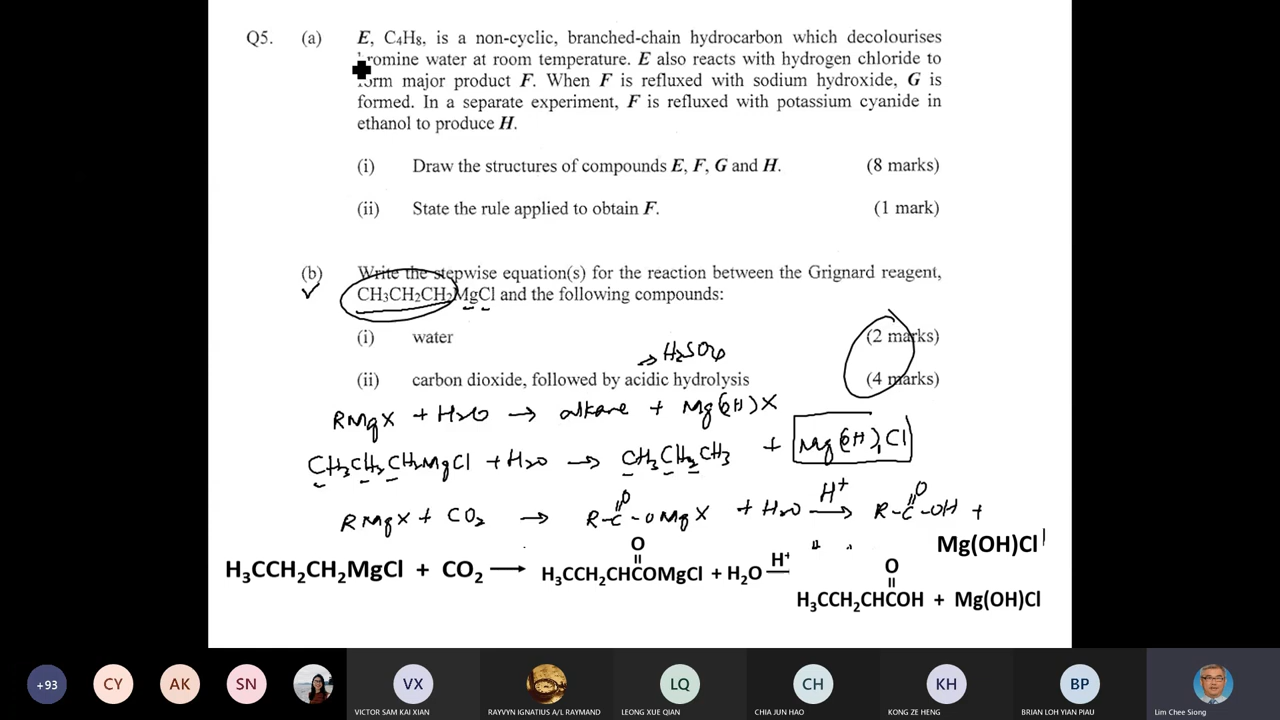 Q5. (a) E, C₄H₈, is a non-cyclic, branched-chain hydrocarbon which decolourises
romine water at room temperature. E also reacts with hydrogen chloride to
orm major product F. When F is refluxed with sodium hydroxide, G is
formed. In a separate experiment, F is refluxed with potassium cyanide in
ethanol to produce H.
(i) Draw the structures of compounds E, F, G and H. (8 marks)
(ii) State the rule applied to obtain F. (1 mark)
(b) Write the stepwise equation(s) for the reaction between the Grignard reagent,
CH₃CH₂CH₂MgCl and the following compounds:
(i) water (2 marks)
→ H₂SO₄
(ii) carbon dioxide, followed by acidic hydrolysis (4 marks)
RMgX + H₂O → alkane + Mg(OH)X
CH₃CH₂CH₂MgCl + H₂O → CH₃CH₂CH₃ + Mg(OH)Cl
RMgX + CO₂ → R-C-OMgX + H₂O H⁺ → R-C-OH +
O O
Mg(OH)Cl
H₃CCH₂CH₂MgCl + CO₂ → H₃CCH₂CHCOMgCl + H₂O H⁺
O
O
H₃CCH₂CHCOH + Mg(OH)Cl
+93 CY AK SN VX LQ CH KH BP
VICTOR SAM KAI XIAN RAYVYN IGNATIUS A/L RAYMAND LEONG XUE QIAN CHIA JUN HAO KONG ZE HENG BRIAN LOH YIAN PIAU Lim Chee Siong